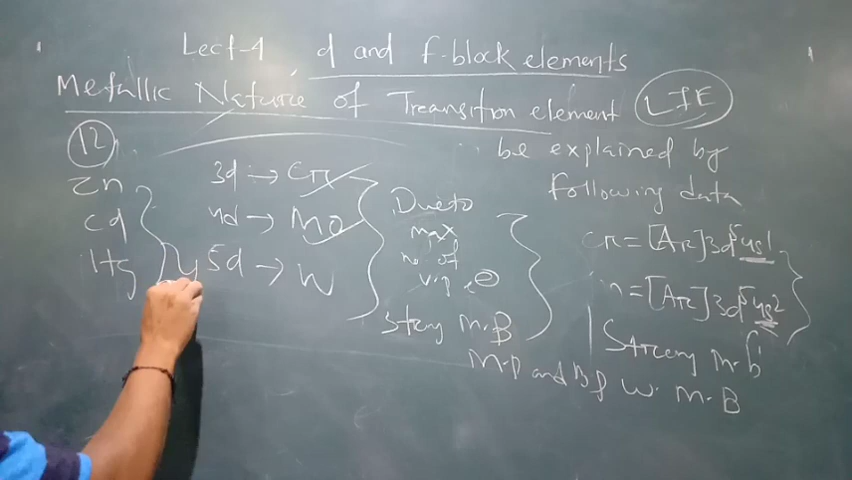 Lect-4 d and f-block elements
Metallic Nature of Transition element LIE
12
Zn
Cd
Hg
3d → Cr
4d → Mo
5d → W
Due to
max
no of
u.p. e
Strong M.B
be explained by
following data
Cr = [Ar] 3d⁵ 4s¹
= [Ar] 3d⁵ 4s²
Strong m.b
M.P and B.P W. M.B